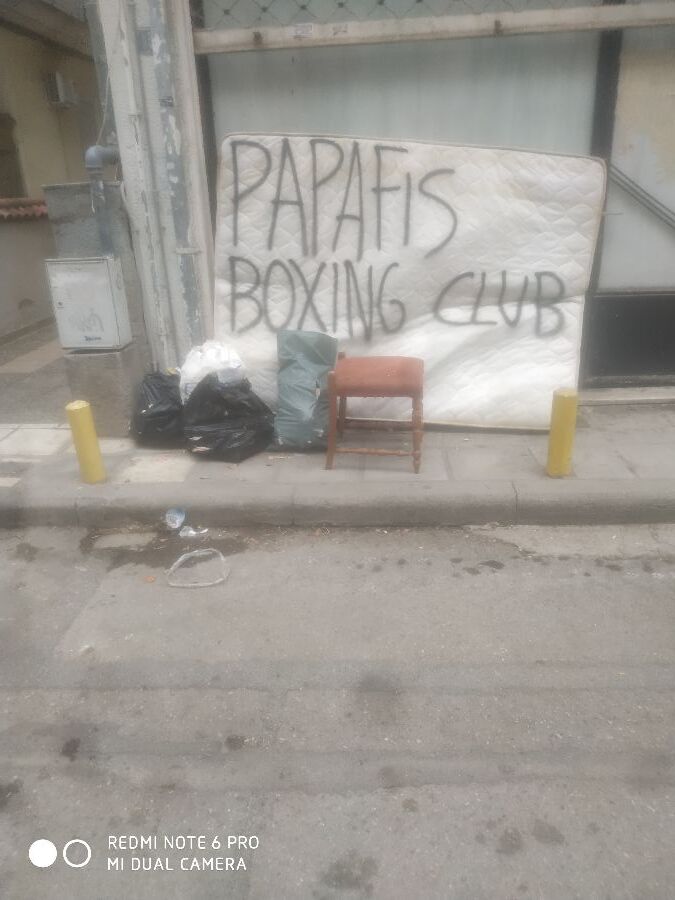 PAPAFIS
BOXING CLUB
REDMI NOTE 6 PRO
MI DUAL CAMERA